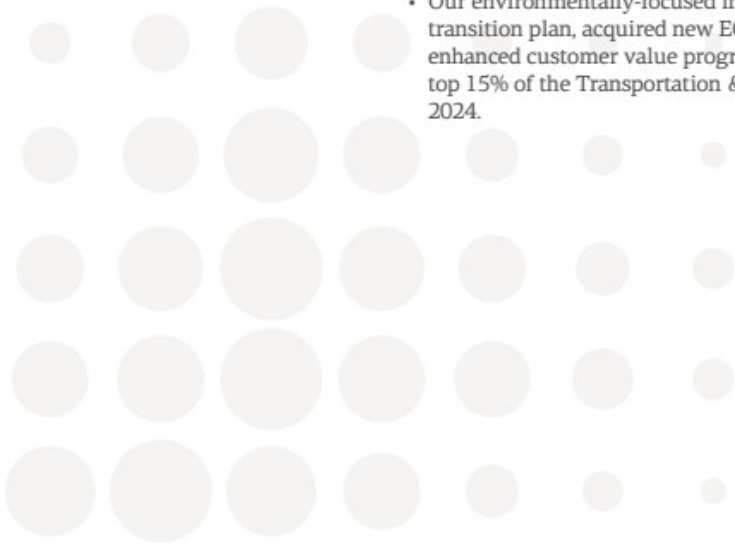 • Our environmentally-focused
transition plan, acquired new
enhanced customer value
top 15% of the Transportation &
2024.